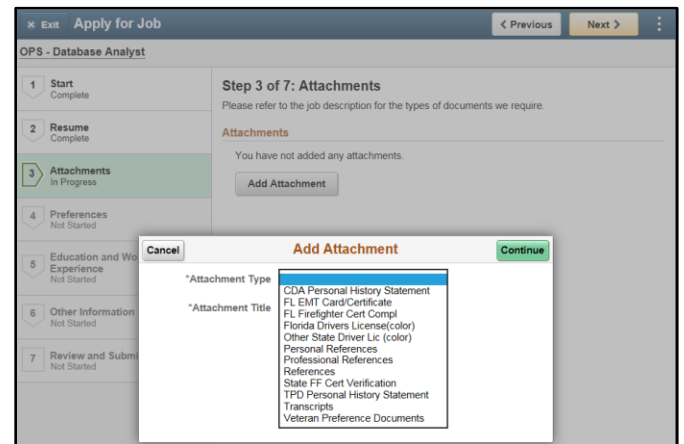 × Exit Apply for Job
< Previous
Next >
OPS - Database Analyst
1 Start
Complete
2 Resume
Complete
3 Attachments
In Progress
4 Preferences
Not Started
5 Education and Wo
Experience
Not Started
6 Other Information
Not Started
7 Review and Submi
Not Started
Step 3 of 7: Attachments
Please refer to the job description for the types of documents we require.
Attachments
You have not added any attachments.
Add Attachment
Cancel
Add Attachment
Continue
*Attachment Type
*Attachment Title
CDA Personal History Statement
FL EMT Card/Certificate
FL Firefighter Cert Compl
Florida Drivers License(color)
Other State Driver Lic (color)
Personal References
Professional References
References
State FF Cert Verification
TPD Personal History Statement
Transcripts
Veteran Preference Documents